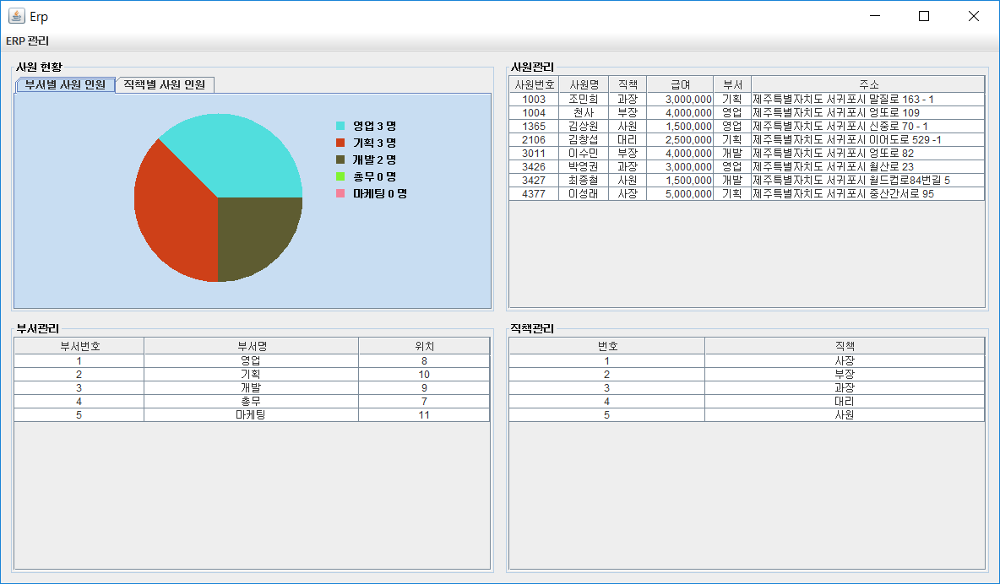 Erp
ERP 관리
사원 현황
부서별 사원 인원 직책별 사원 인원
영업 3 명
기획 3 명
개발 2 명
총무 0 명
마케팅 0 명
사원관리
사원번호 사원명 직책 급여 부서 주소
1003 조민희 과장 3,000,000 기획 제주특별자치도 서귀포시 말질로 163 - 1
1004 천사 부장 4,000,000 영업 제주특별자치도 서귀포시 엉또로 109
1365 김상원 사원 1,500,000 영업 제주특별자치도 서귀포시 신중로 70 - 1
2106 김창섭 대리 2,500,000 기획 제주특별자치도 서귀포시 이어도로 529 -1
3011 이수민 부장 4,000,000 개발 제주특별자치도 서귀포시 엉또로 82
3426 박영권 과장 3,000,000 영업 제주특별자치도 서귀포시 월산로 23
3427 최종철 사원 1,500,000 개발 제주특별자치도 서귀포시 월드컵로84번길 5
4377 이성래 사장 5,000,000 기획 제주특별자치도 서귀포시 중산간서로 95
부서관리
부서번호 부서명 위치
1 영업 8
2 기획 10
3 개발 9
4 총무 7
5 마케팅 11
직책관리
번호 직책
1 사장
2 부장
3 과장
4 대리
5 사원